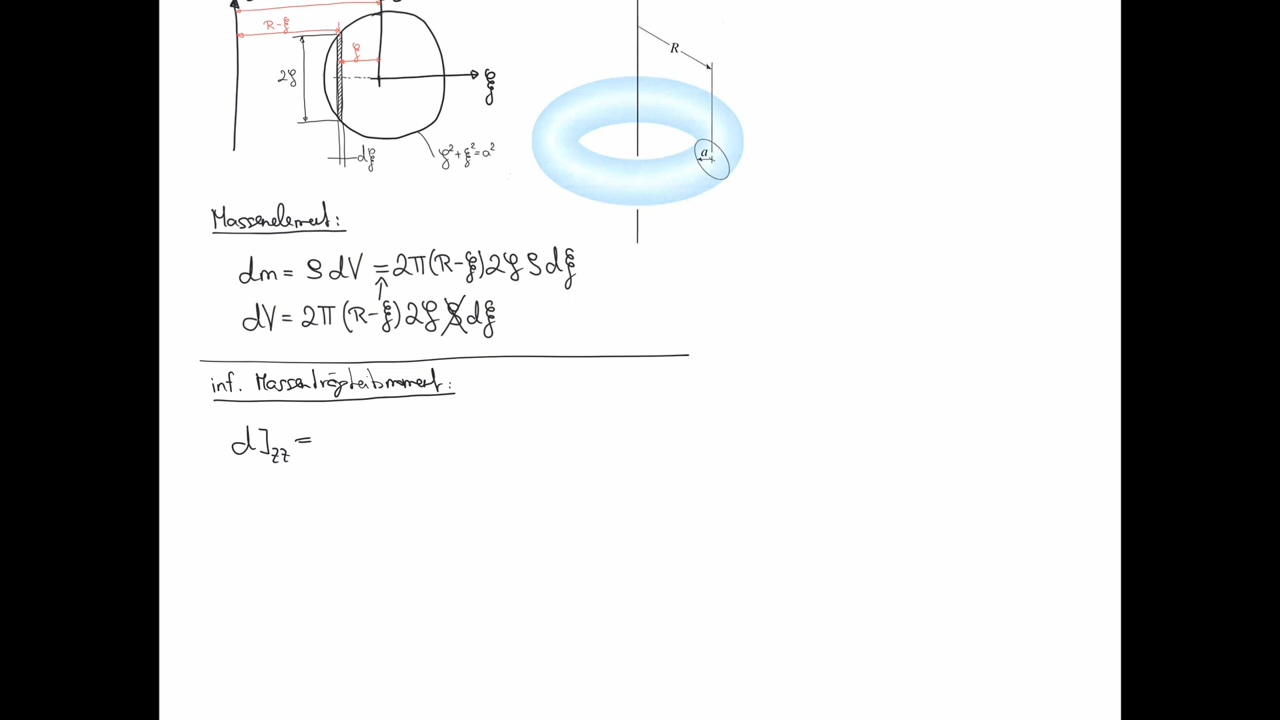 R-ξ
R
ξ
2ζ
ξ
a
dξ
ζ²+ξ²=a²
Massenelement:
dm = ρ dV = 2π(R-ξ)2ζ ρ dξ
↑
dV = 2π(R-ξ)2ζ ρ dξ
inf. Massenträgheitsmoment:
dJzz =